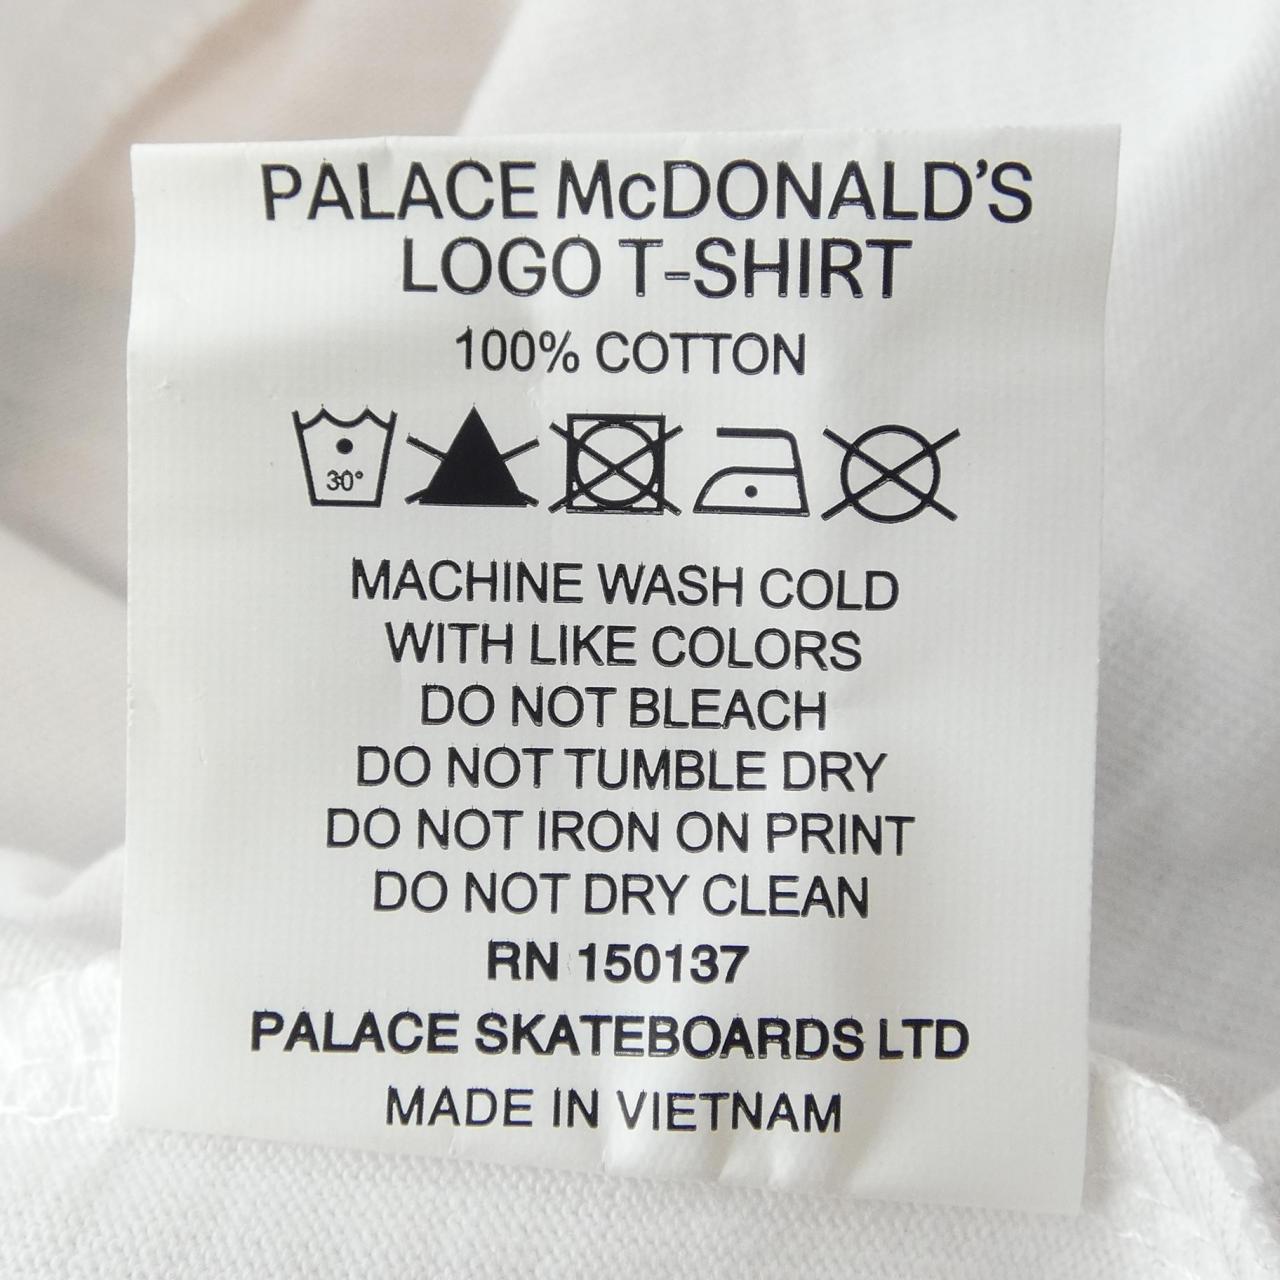 PALACE McDONALD'S
LOGO T-SHIRT
100% COTTON
30°
MACHINE WASH COLD
WITH LIKE COLORS
DO NOT BLEACH
DO NOT TUMBLE DRY
DO NOT IRON ON PRINT
DO NOT DRY CLEAN
RN 150137
PALACE SKATEBOARDS LTD
MADE IN VIETNAM